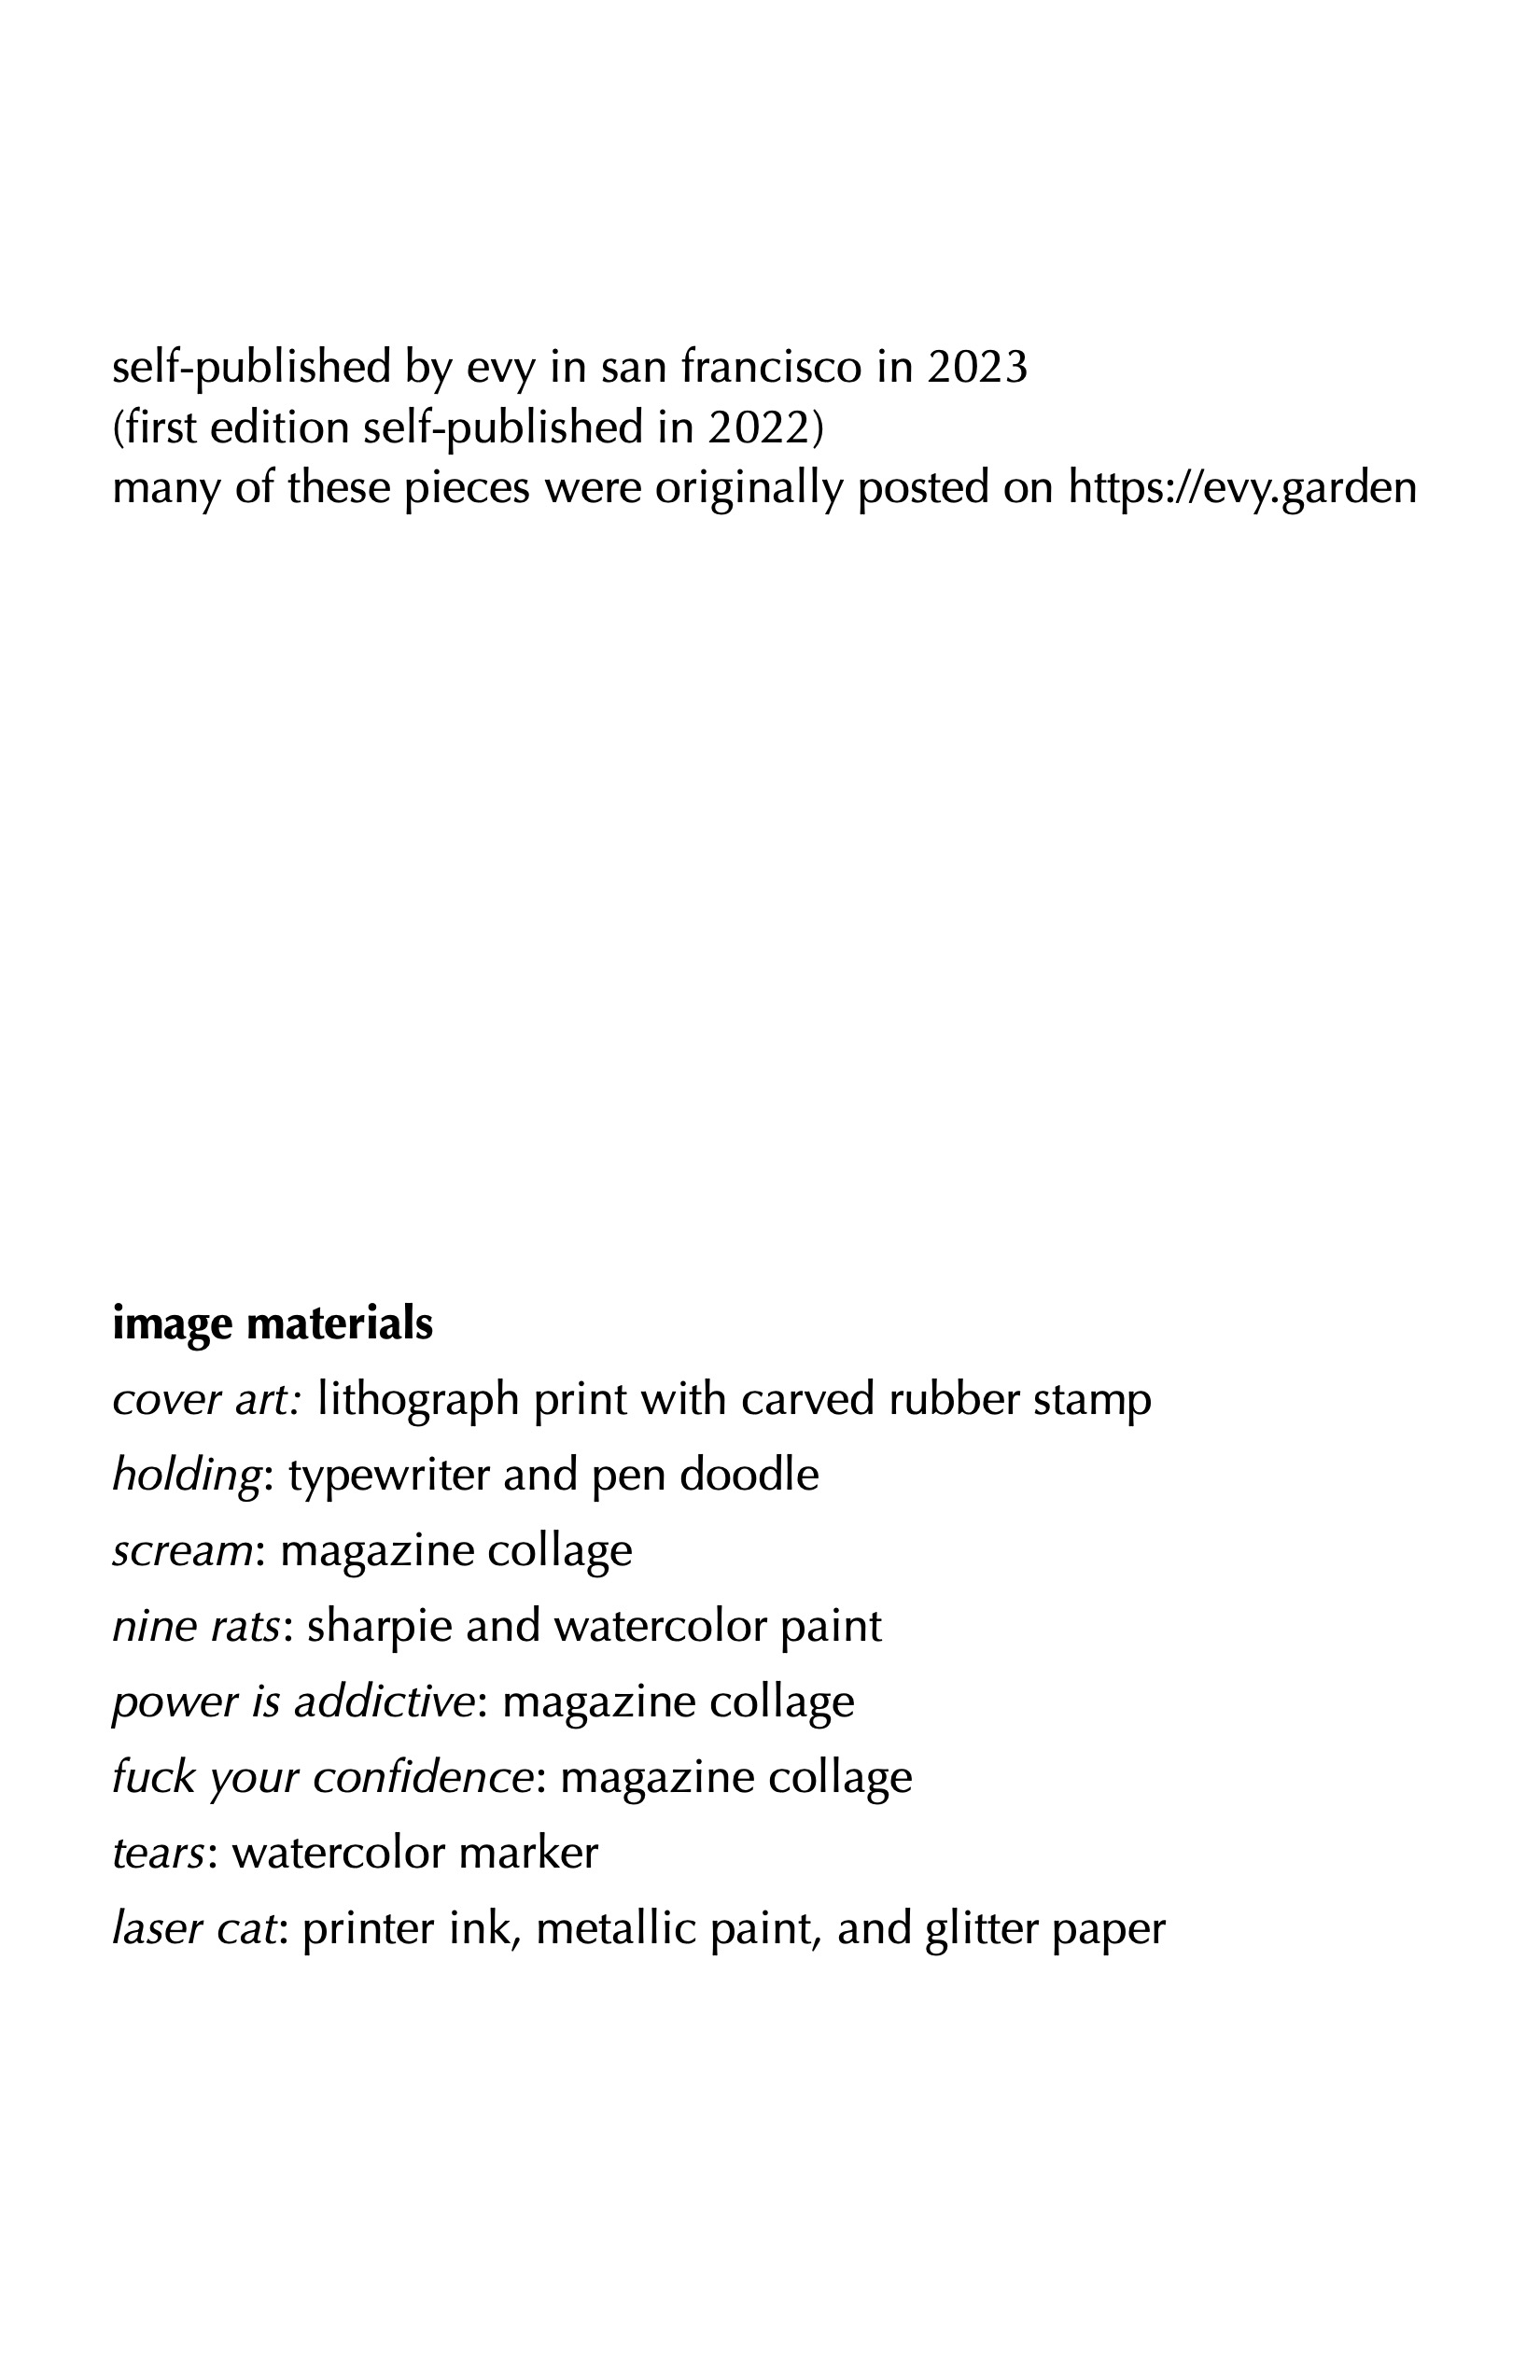 self-published by evy in san francisco in 2023
(first edition self-published in 2022)
many of these pieces were originally posted on https://evy.garden
image materials
cover art: lithograph print with carved rubber stamp
holding: typewriter and pen doodle
scream: magazine collage
nine rats: sharpie and watercolor paint
power is addictive: magazine collage
fuck your confidence: magazine collage
tears: watercolor marker
laser cat: printer ink, metallic paint, and glitter paper